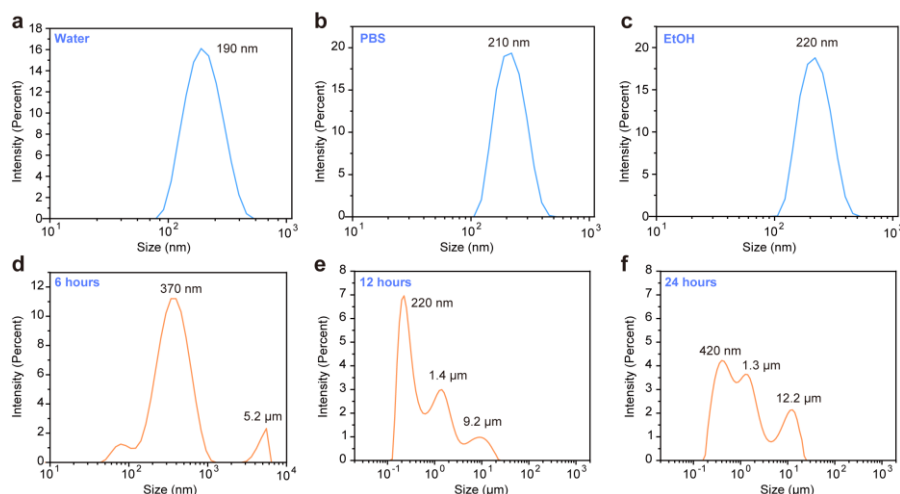 a
Water
190 nm
18
16
14
12
10
8
6
4
2
0
10¹ 10² 10³
Size (nm)
Intensity (Percent)
b
PBS
210 nm
20
15
10
5
0
10¹ 10² 10³
Size (nm)
Intensity (Percent)
c
EtOH
220 nm
20
15
10
5
0
10¹ 10² 10³
Size (nm)
Intensity (Percent)
d
6 hours
370 nm
5.2 µm
12
10
8
6
4
2
0
10¹ 10² 10³ 10⁴
Size (nm)
Intensity (Percent)
e
12 hours
220 nm
1.4 µm
9.2 µm
8
7
6
5
4
3
2
1
0
10⁻¹ 10⁰ 10¹ 10²
Size (µm)
Intensity (Percent)
f
24 hours
420 nm
1.3 µm
12.2 µm
8
7
6
5
4
3
2
1
0
10⁻¹ 10⁰ 10¹ 10²
Size (µm)
Intensity (Percent)